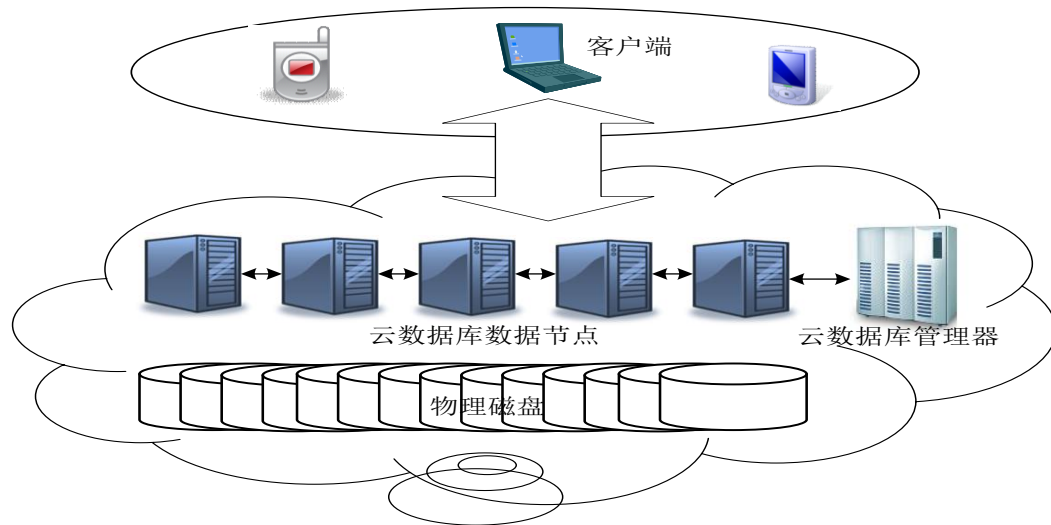 客户端
云数据库数据节点
云数据库管理器
物理磁盘